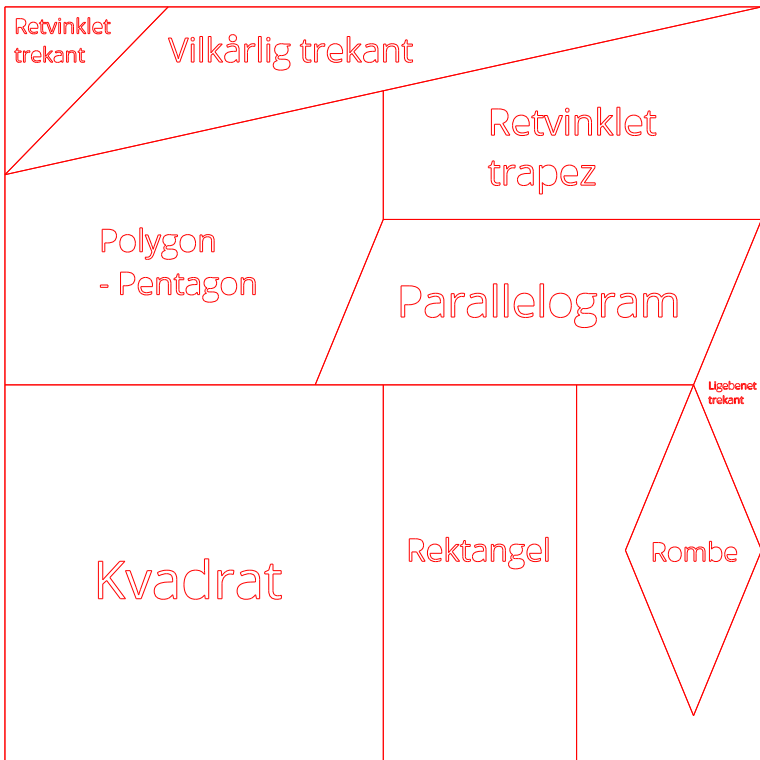 Retvinklet
trekant
Vilkårlig trekant
Retvinklet
trapez
Polygon
- Pentagon
Parallelogram
Ligebenet
trekant
Kvadrat
Rektangel
Rombe